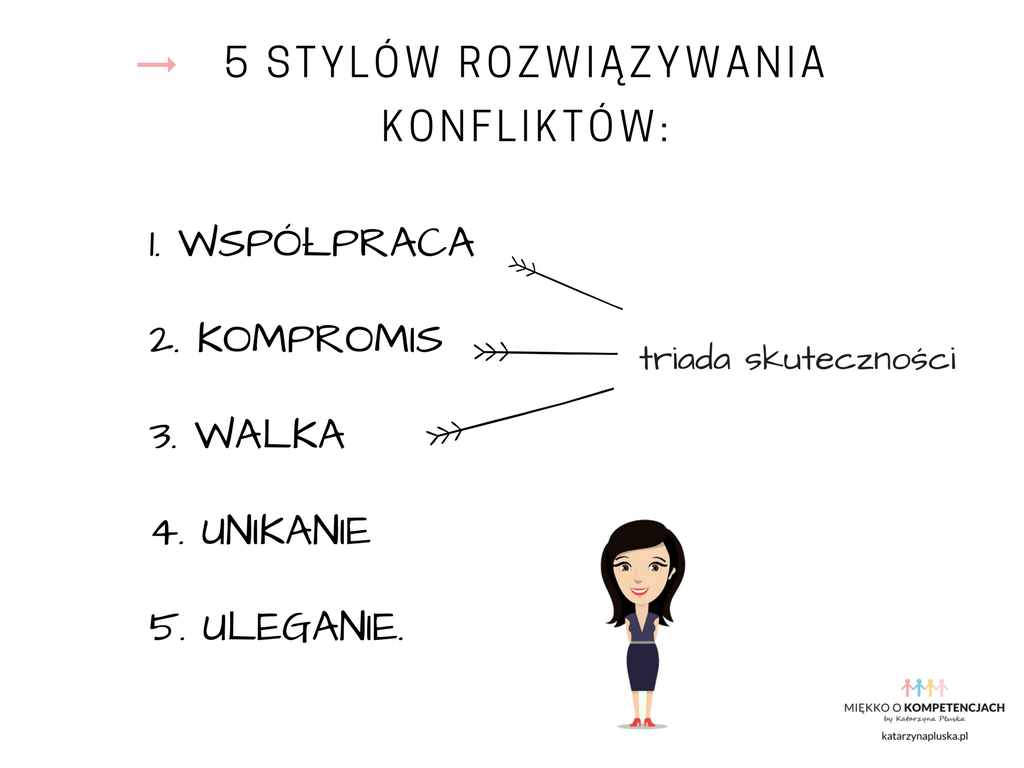 5 STYLÓW ROZWIĄZYWANIA
KONFLIKTÓW:
1. WSPÓŁPRACA
2. KOMPROMIS
triada skuteczności
3. WALKA
4. UNIKANIE
5. ULEGANIE.
MIĘKKO O KOMPETENCJACH
by Katarzyna Pluska
katarzynapluska.pl